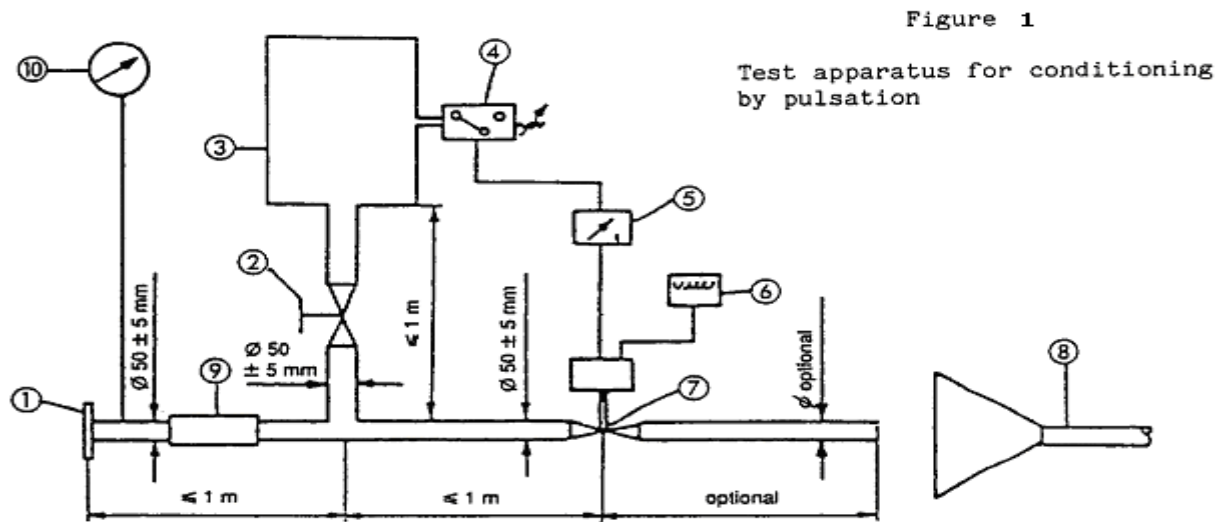 Figure 1
Test apparatus for conditioning
by pulsation
10
4
3
5
2
6
Ø 50 ± 5 mm
Ø 50
± 5 mm
≤ 1 m
Ø 50 ± 5 mm
Ø optional
9
7
8
1
≤ 1 m
≤ 1 m
optional